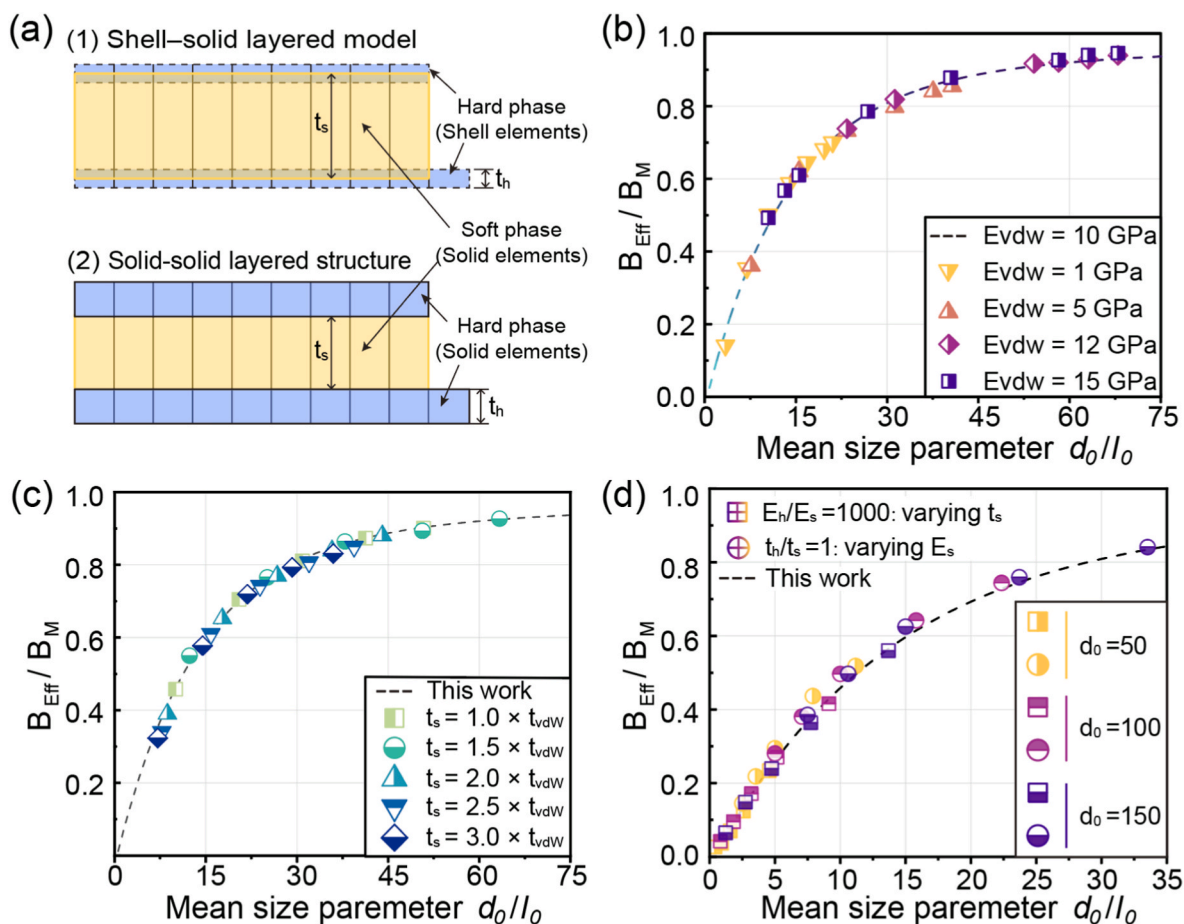 (a)
(1) Shell–solid layered model
Hard phase
(Shell elements)
t_s
t_h
Soft phase
(Solid elements)
(2) Solid-solid layered structure
Hard phase
(Solid elements)
t_s
t_h
(b)
B_Eff / B_M
1.0
0.8
0.6
0.4
0.2
0.0
Evdw = 10 GPa
Evdw = 1 GPa
Evdw = 5 GPa
Evdw = 12 GPa
Evdw = 15 GPa
0 15 30 45 60 75
Mean size paremeter d_0/l_0
(c)
B_Eff / B_M
1.0
0.8
0.6
0.4
0.2
This work
t_s = 1.0 × t_vdW
t_s = 1.5 × t_vdW
t_s = 2.0 × t_vdW
t_s = 2.5 × t_vdW
t_s = 3.0 × t_vdW
0 15 30 45 60 75
Mean size paremeter d_0/l_0
(d)
B_Eff / B_M
1.0
0.8
0.6
0.4
0.2
0.0
E_h/E_s =1000: varying t_s
t_h/t_s =1: varying E_s
This work
d_0 =50
d_0 =100
d_0 =150
0 5 10 15 20 25 30 35
Mean size paremeter d_0/l_0